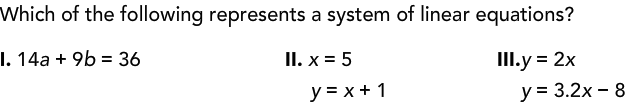 Which of the following represents a system of linear equations?
I. 14a + 9b = 36 II. x = 5 III.y = 2x
y = x + 1 y = 3.2x − 8